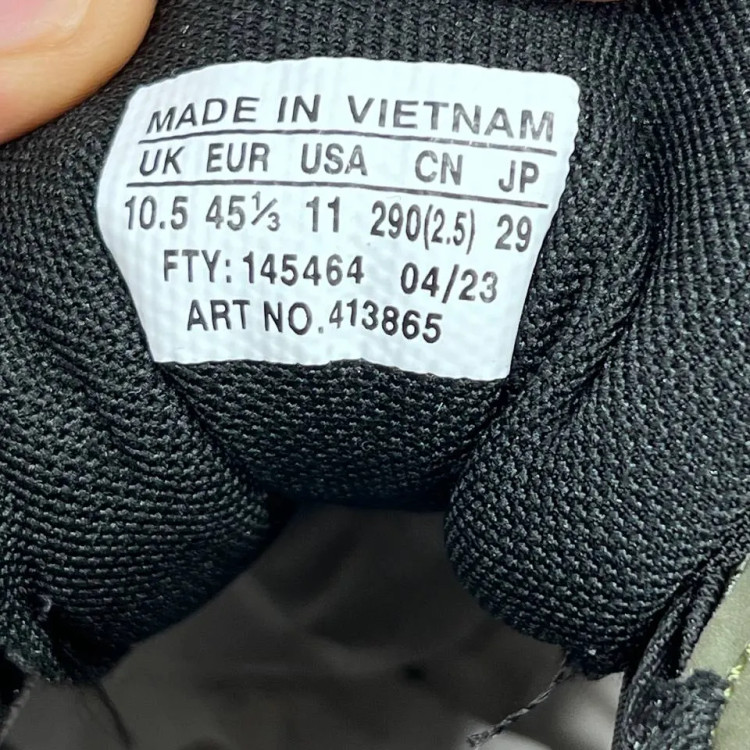 MADE IN VIETNAM
UK EUR USA CN JP
10.5 45⅓ 11 290(2.5) 29
FTY: 145464 04/23
ART NO. 413865